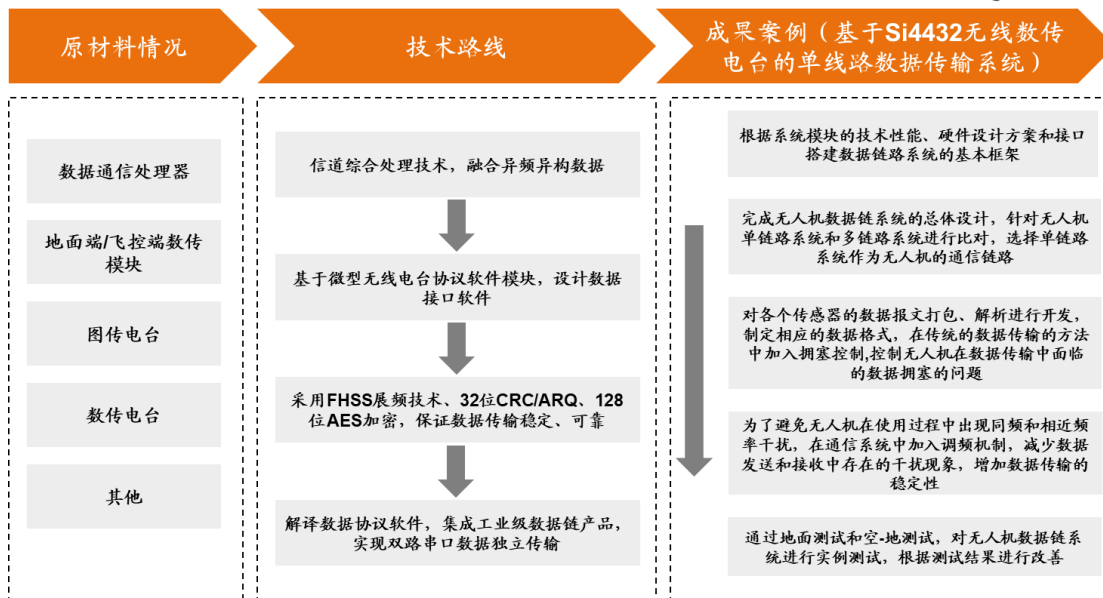 原材料情况
技术路线
成果案例（基于Si4432无线数传
电台的单线路数据传输系统）
数据通信处理器
地面端/飞控端数传
模块
图传电台
数传电台
其他
信道综合处理技术，融合异频异构数据
基于微型无线电台协议软件模块，设计数据
接口软件
采用FHSS展频技术、32位CRC/ARQ、128
位AES加密，保证数据传输稳定、可靠
解译数据协议软件，集成工业级数据链产品，
实现双路串口数据独立传输
根据系统模块的技术性能、硬件设计方案和接口
搭建数据链路系统的基本框架
完成无人机数据链系统的总体设计，针对无人机
单链路系统和多链路系统进行比对，选择单链路
系统作为无人机的通信链路
对各个传感器的数据报文打包、解析进行开发，
制定相应的数据格式，在传统的数据传输的方法
中加入拥塞控制,控制无人机在数据传输中面临
的数据拥塞的问题
为了避免无人机在使用过程中出现同频和相近频
率干扰，在通信系统中加入调频机制，减少数据
发送和接收中存在的干扰现象，增加数据传输的
稳定性
通过地面测试和空-地测试，对无人机数据链系
统进行实例测试，根据测试结果进行改善